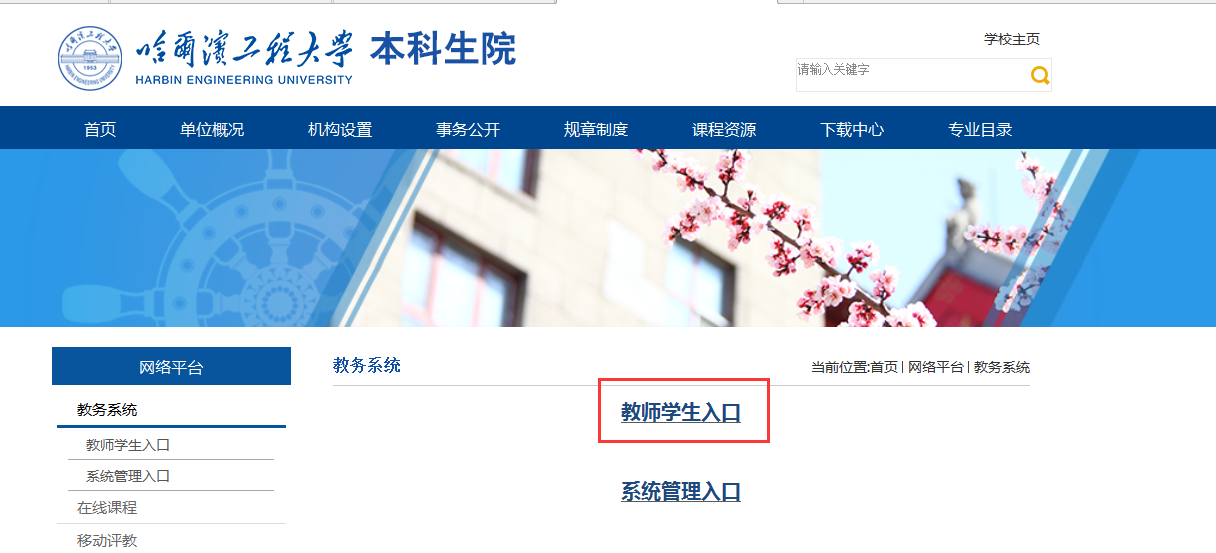 哈爾濱工程大學 本科生院
HARBIN ENGINEERING UNIVERSITY
1953
学校主页
请输入关键字
首页 单位概况 机构设置 事务公开 规章制度 课程资源 下载中心 专业目录
网络平台
教务系统
教师学生入口
系统管理入口
在线课程
移动评教
教务系统
当前位置:首页 | 网络平台 | 教务系统
教师学生入口
系统管理入口